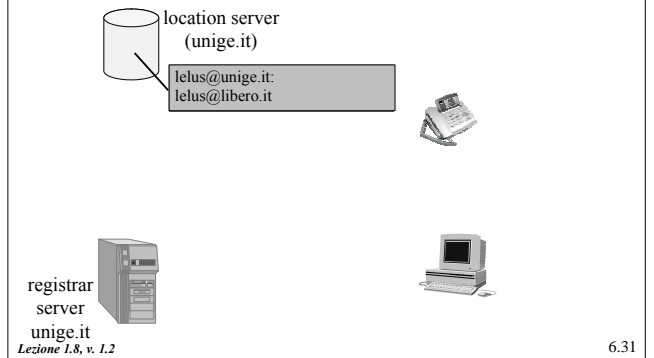 location server
(unige.it)
lelus@unige.it:
lelus@libero.it
registrar
server
unige.it
Lezione 1.8, v. 1.2
6.31